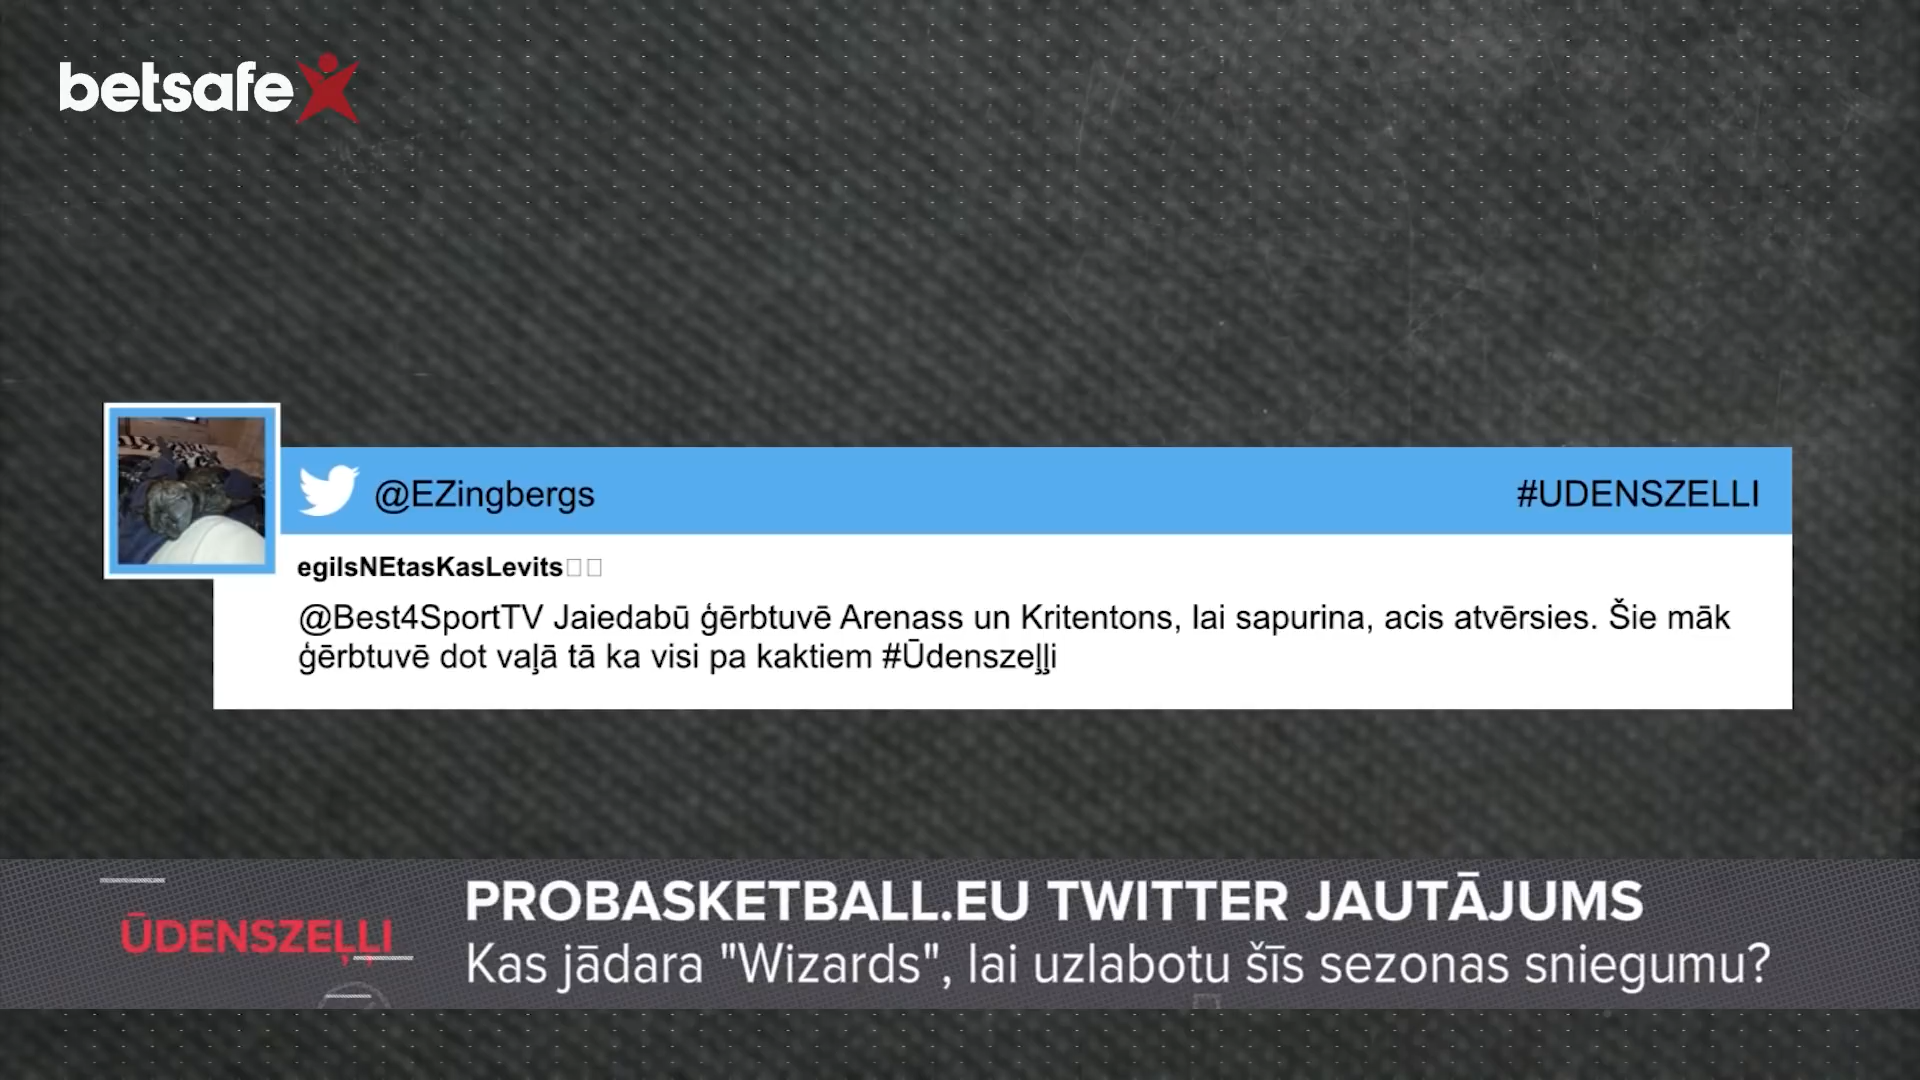 betsafe
@EZingbergs #UDENSZELLI
egilsNEtasKasLevits
@Best4SportTV Jaiedabū ģērbtuvē Arenass un Kritentons, lai sapurina, acis atvērsies. Šie māk
ģērbtuvē dot vaļā tā ka visi pa kaktiem #Ūdenszeļļi
PROBASKETBALL.EU TWITTER JAUTĀJUMS
ŪDENSZEĻĻI
Kas jādara "Wizards", lai uzlabotu šīs sezonas sniegumu?